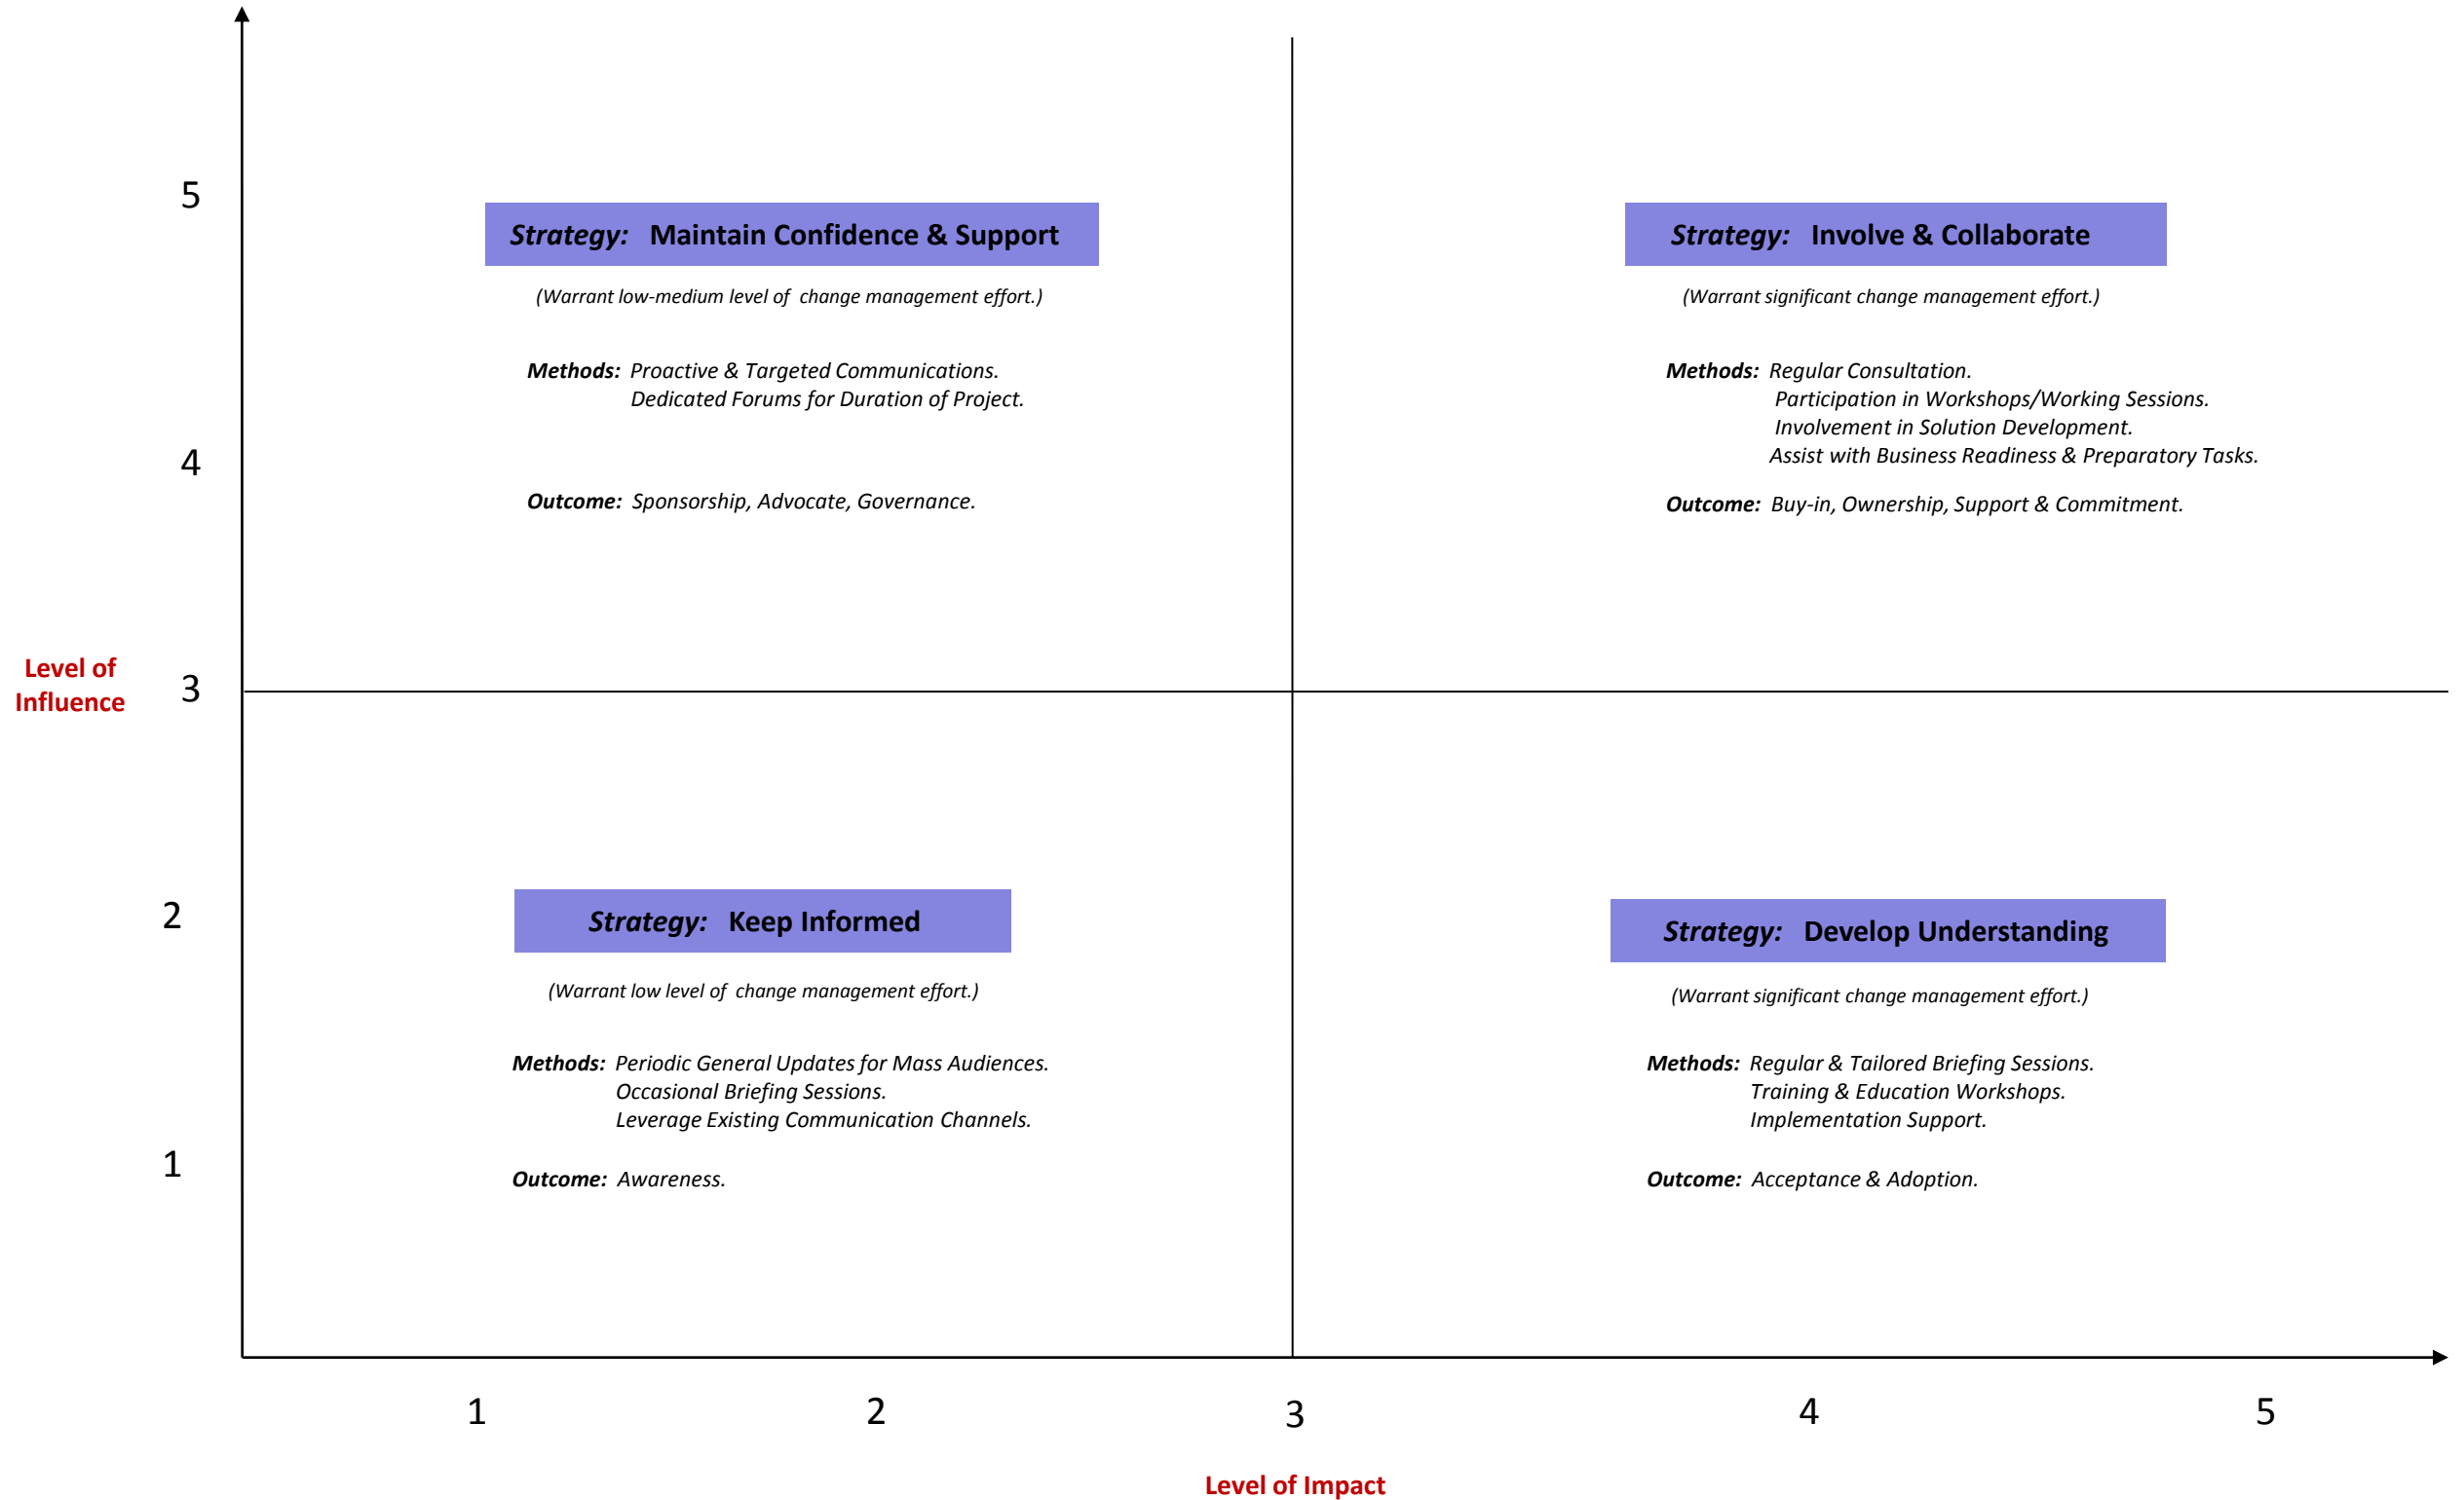 5
Strategy: Maintain Confidence & Support
(Warrant low-medium level of change management effort.)
Methods: Proactive & Targeted Communications.
Dedicated Forums for Duration of Project.
Outcome: Sponsorship, Advocate, Governance.
Strategy: Involve & Collaborate
(Warrant significant change management effort.)
Methods: Regular Consultation.
Participation in Workshops/Working Sessions.
Involvement in Solution Development.
Assist with Business Readiness & Preparatory Tasks.
Outcome: Buy-in, Ownership, Support & Commitment.
4
Level of
Influence
3
2
Strategy: Keep Informed
(Warrant low level of change management effort.)
Methods: Periodic General Updates for Mass Audiences.
Occasional Briefing Sessions.
Leverage Existing Communication Channels.
Outcome: Awareness.
Strategy: Develop Understanding
(Warrant significant change management effort.)
Methods: Regular & Tailored Briefing Sessions.
Training & Education Workshops.
Implementation Support.
Outcome: Acceptance & Adoption.
1
1 2 3 4 5
Level of Impact